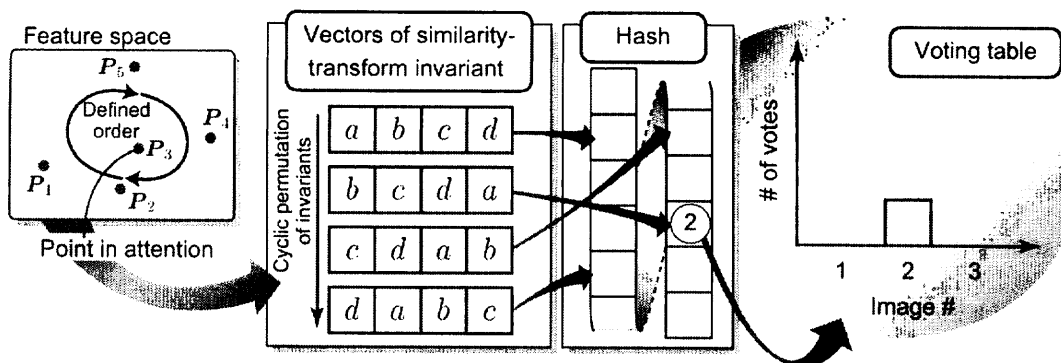 Feature space
P5
Defined
order
P4
P3
P1
P2
Point in attention
Vectors of similarity-
transform invariant
Cyclic permutation
of invariants
a b c d
b c d a
c d a b
d a b c
Hash
2
Voting table
# of votes
1 2 3
Image #